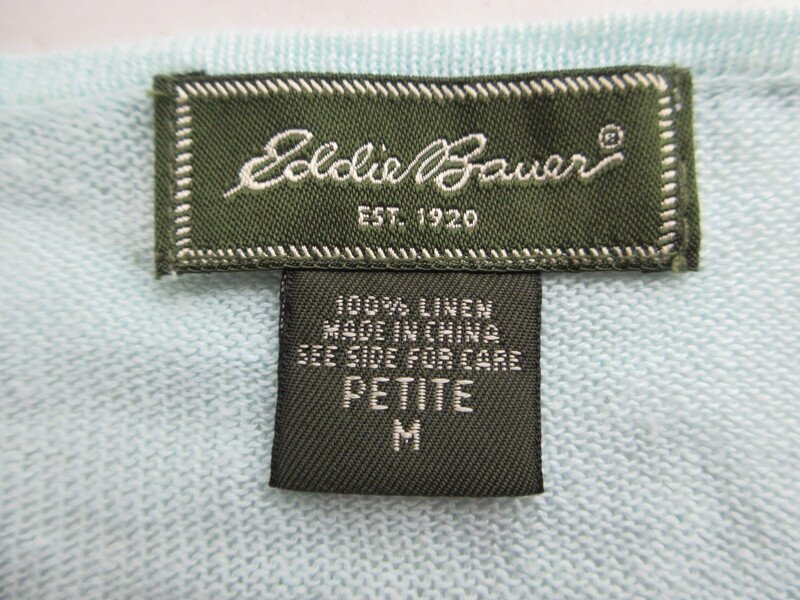 Eddie Bauer®
EST. 1920
100% LINEN
MADE IN CHINA
SEE SIDE FOR CARE
PETITE
M